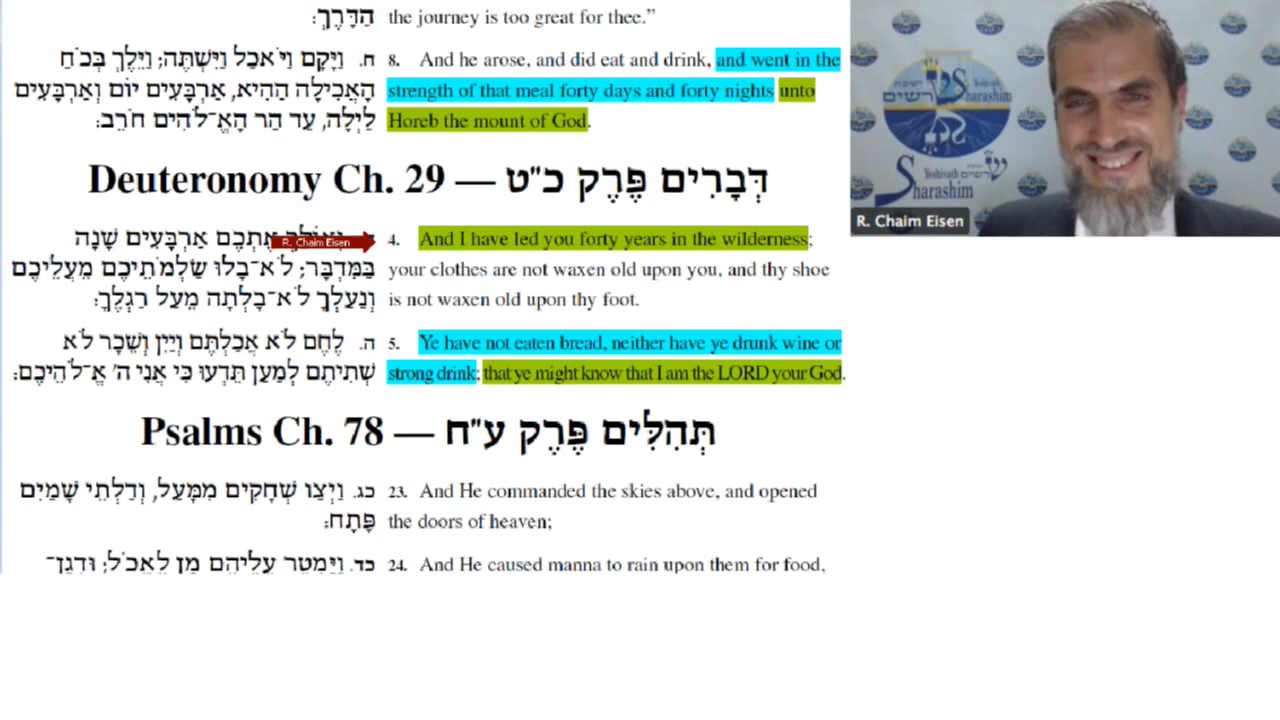 הַדָּרֶךְ:
the journey is too great for thee.”
ח. וַיָּקָם וַיֹּאכַל וַיִּשְׁתֶּה; וַיֵּלֶךְ בְּכֹחַ
הָאֲכִילָה הַהִיא, אַרְבָּעִים יוֹם וְאַרְבָּעִים
לַיְלָה, עַד הַר הָאֱ־לֹהִים חֹרֵב:
8. And he arose, and did eat and drink, and went in the
strength of that meal forty days and forty nights unto
Horeb the mount of God.
Deuteronomy Ch. 29 — דְּבָרִים פֶּרֶק כ"ט
אֶתְכֶם אַרְבָּעִים שָׁנָה
בַּמִּדְבָּר; לֹא־בָלוּ שַׂלְמֹתֵיכֶם מֵעֲלֵיכֶם
וְנַעַלְךָ לֹא־בָלְתָה מֵעַל רַגְלֶךָ:
R. Chaim Eisen
4. And I have led you forty years in the wilderness;
your clothes are not waxen old upon you, and thy shoe
is not waxen old upon thy foot.
ה. לֶחֶם לֹא אֲכַלְתֶּם וְיַיִן וְשֵׁכָר לֹא
שְׁתִיתֶם לְמַעַן תֵּדְעוּ כִּי אֲנִי ה' אֱ־לֹהֵיכֶם:
5. Ye have not eaten bread, neither have ye drunk wine or
strong drink; that ye might know that I am the LORD your God.
Psalms Ch. 78 — תְּהִלִּים פֶּרֶק ע"ח
כג. וַיְצַו שְׁחָקִים מִמָּעַל, וְדַלְתֵי שָׁמַיִם
פָּתָח:
23. And He commanded the skies above, and opened
the doors of heaven;
כד. וַיַּמְטֵר עֲלֵיהֶם מָן לֶאֱכֹל; וּדְגַן־
24. And He caused manna to rain upon them for food,
Yeshivath
Sharashim
שרשים
Yeshivath שרשים
Sharashim
R. Chaim Eisen